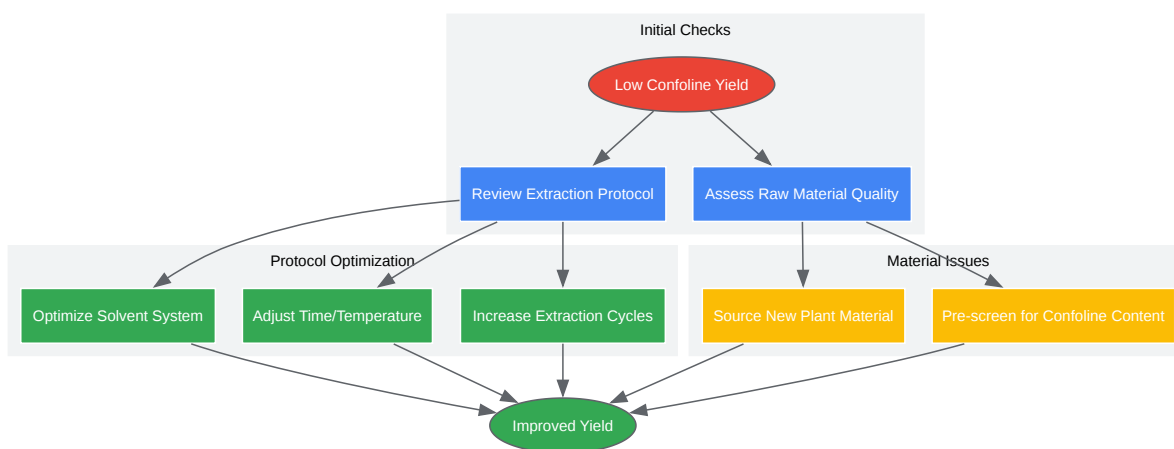 Initial Checks
Low Confoline Yield
Review Extraction Protocol
Assess Raw Material Quality
Protocol Optimization
Material Issues
Optimize Solvent System
Adjust Time/Temperature
Increase Extraction Cycles
Source New Plant Material
Pre-screen for Confoline Content
Improved Yield